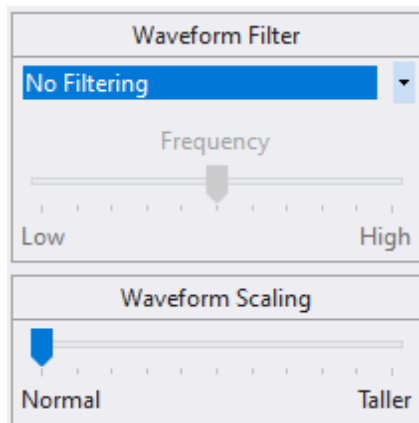 Waveform Filter
No Filtering
Frequency
Low High
Waveform Scaling
Normal Taller